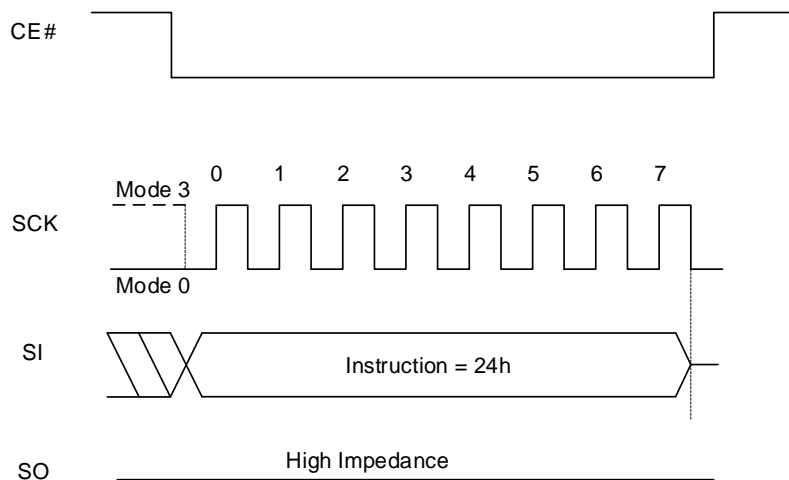 CE#
0 1 2 3 4 5 6 7
Mode 3
SCK
Mode 0
SI
Instruction = 24h
High Impedance
SO